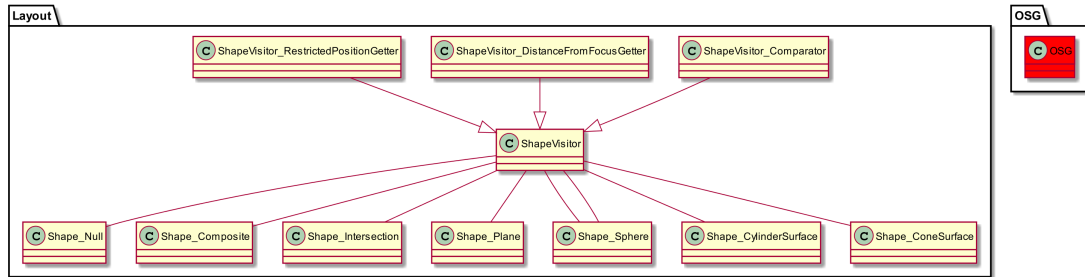 Layout
OSG
C ShapeVisitor_RestrictedPositionGetter
C ShapeVisitor_DistanceFromFocusGetter
C ShapeVisitor_Comparator
C OSG
C ShapeVisitor
C Shape_Null
C Shape_Composite
C Shape_Intersection
C Shape_Plane
C Shape_Sphere
C Shape_CylinderSurface
C Shape_ConeSurface